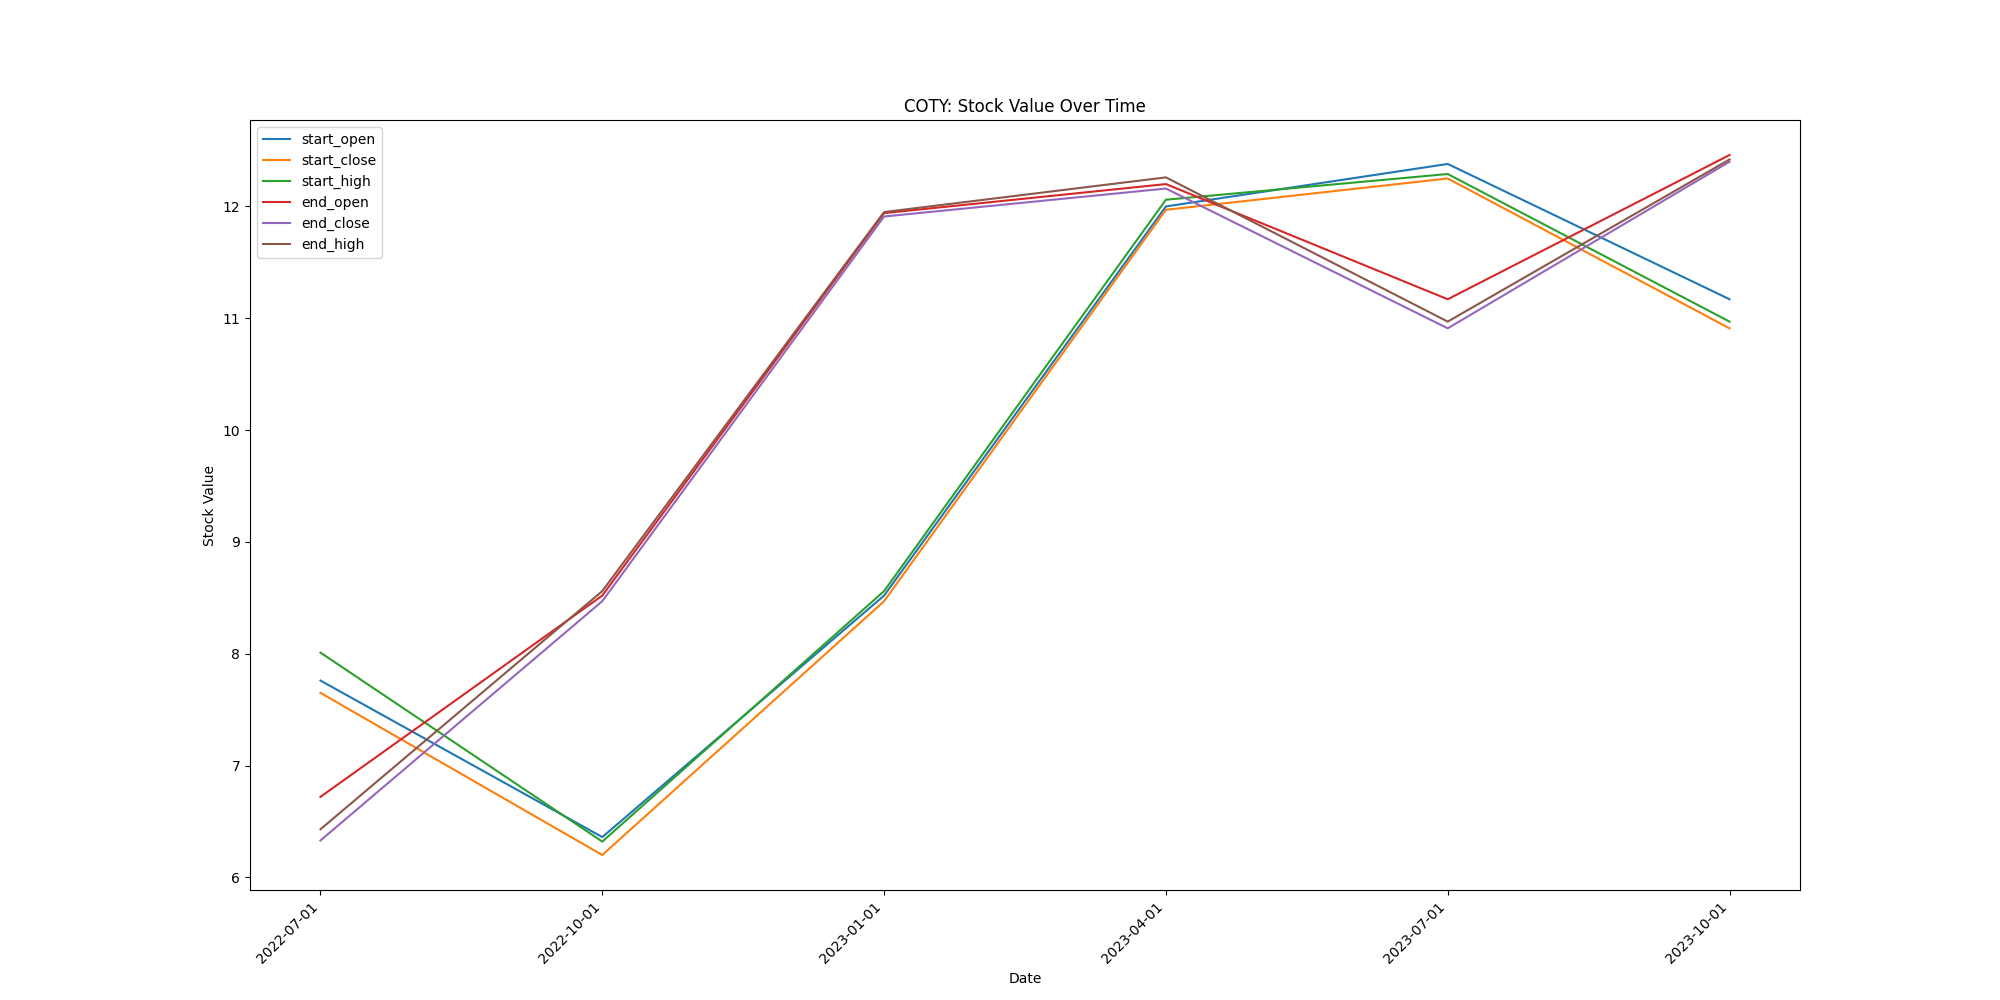 COTY: Stock Value Over Time
start_open
start_close
start_high
end_open
end_close
end_high
Stock Value
12
11
10
9
8
7
6
2022-07-01
2022-10-01
2023-01-01
2023-04-01
2023-07-01
2023-10-01
Date